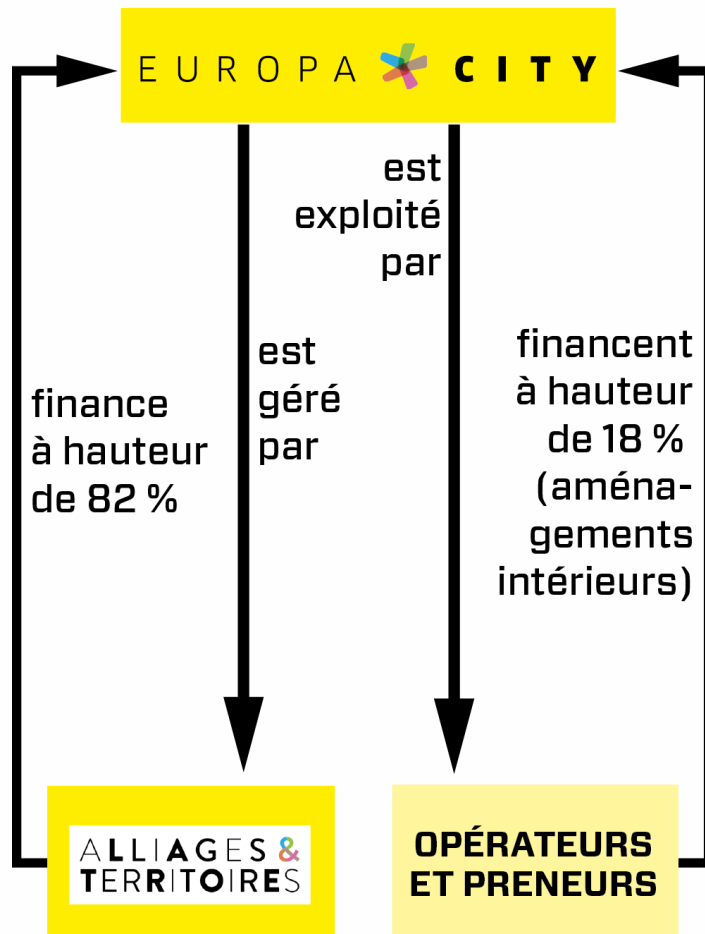 EUROPA CITY
est
exploité
par
est
géré
par
financent
à hauteur
de 18 %
(aména-
gements
intérieurs)
finance
à hauteur
de 82 %
ALLIAGES &
TERRITOIRES
OPÉRATEURS
ET PRENEURS